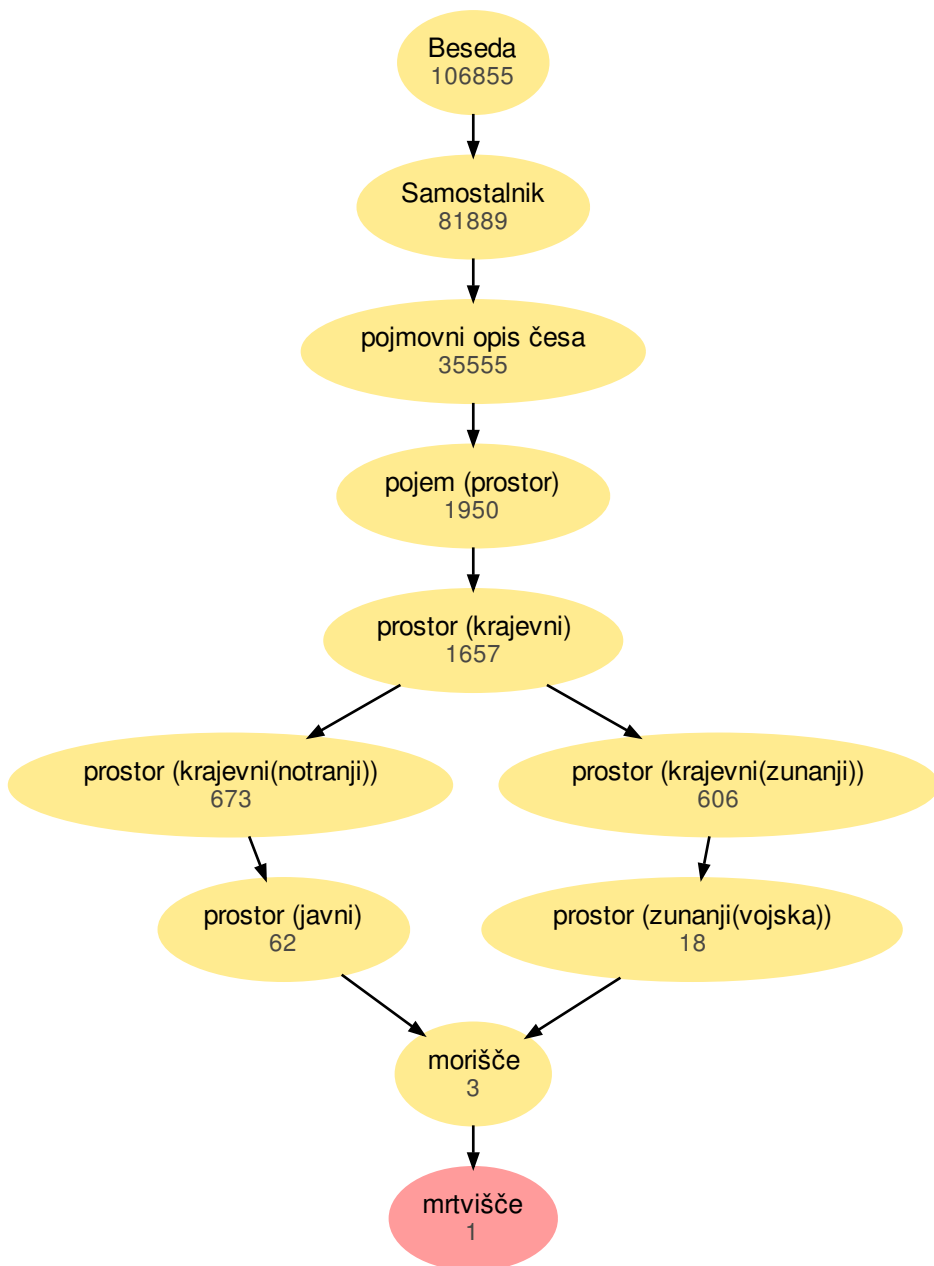 Beseda
106855
Samostalnik
81889
pojmovni opis česa
35555
pojem (prostor)
1950
prostor (krajevni)
1657
prostor (krajevni(notranji))
673
prostor (krajevni(zunanji))
606
prostor (javni)
62
prostor (zunanji(vojska))
18
morišče
3
mrtvišče
1